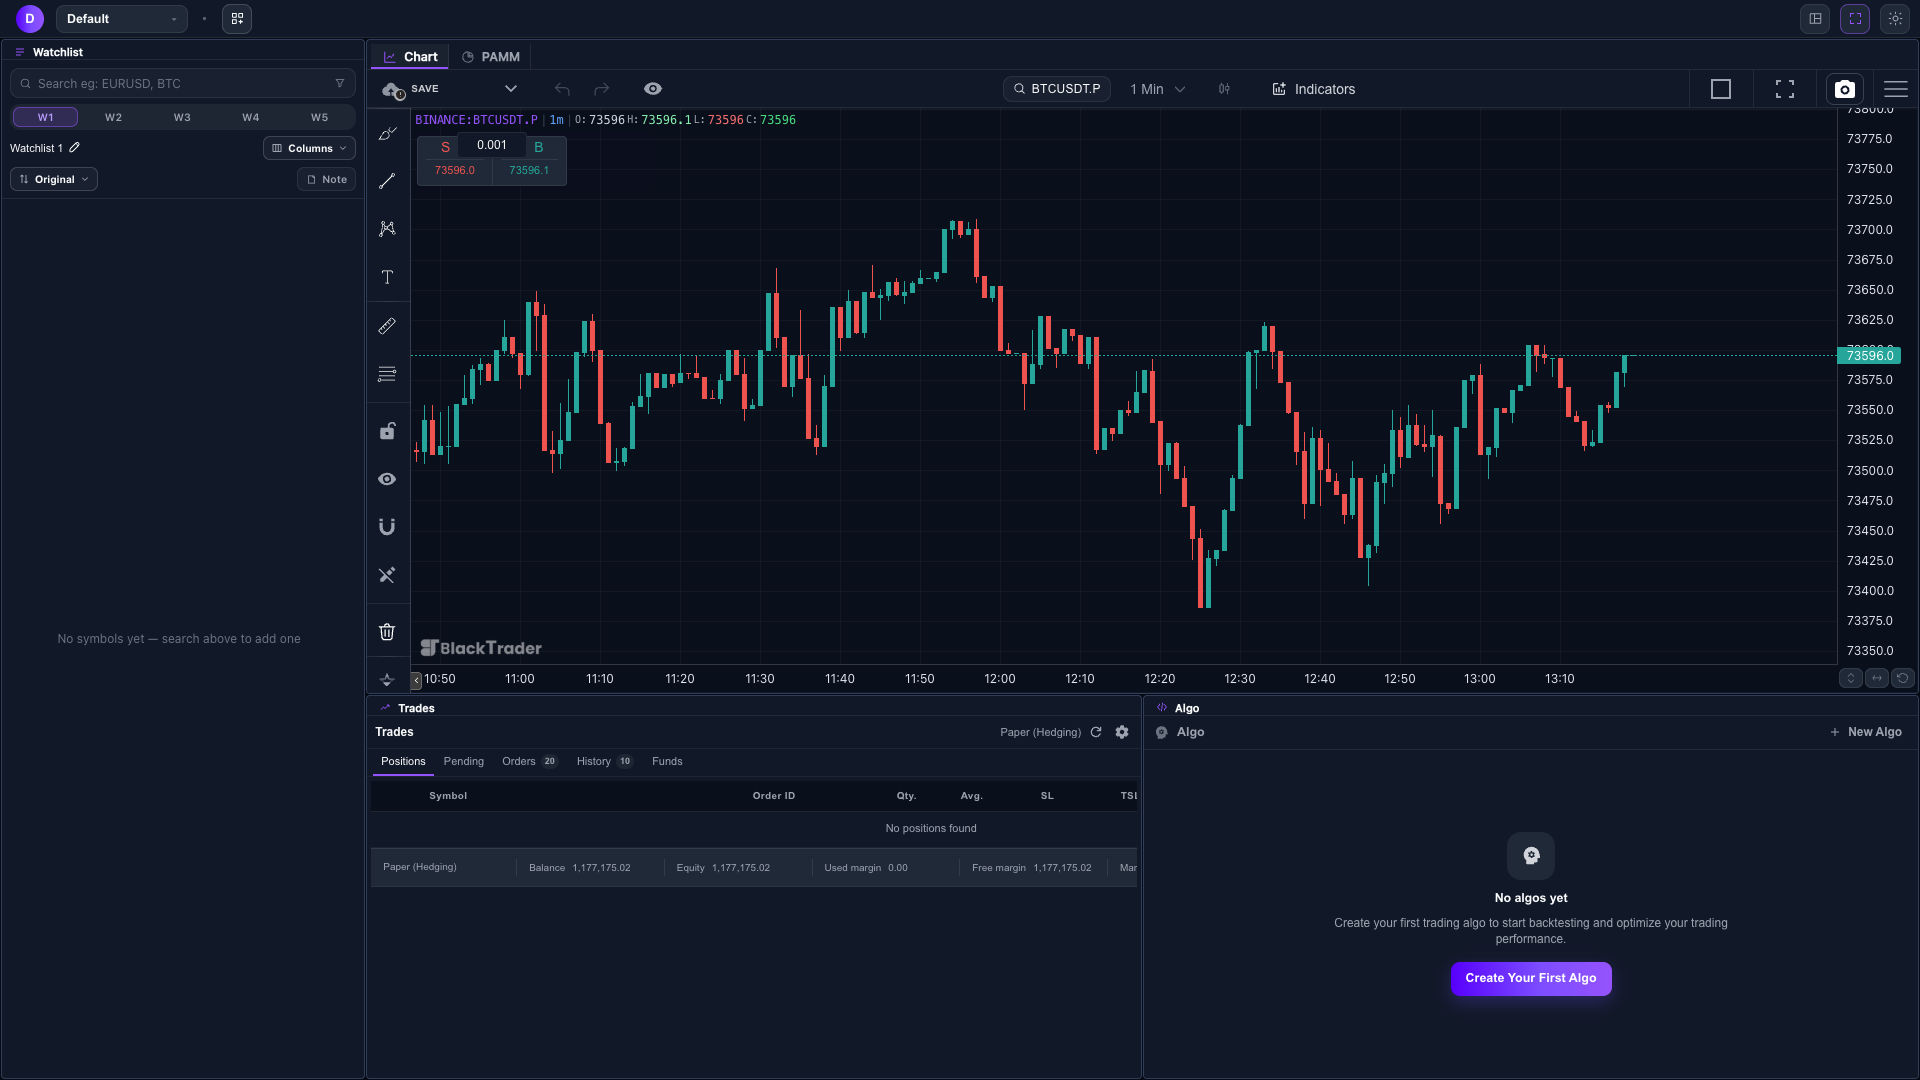 D Default
Watchlist
Search eg: EURUSD, BTC
W1 W2 W3 W4 W5
Watchlist 1 Columns
Original Note
No symbols yet — search above to add one
Chart PAMM
SAVE BTCUSDT.P 1 Min Indicators
BINANCE:BTCUSDT.P | 1m | O: 73596 H: 73596.1 L: 73596 C: 73596
S 0.001 B
73596.0 73596.1
73800.0
73775.0
73750.0
73725.0
73700.0
73675.0
73650.0
73625.0
73596.0
73575.0
73550.0
73525.0
73500.0
73475.0
73450.0
73425.0
73400.0
73375.0
73350.0
BlackTrader
10:50 11:00 11:10 11:20 11:30 11:40 11:50 12:00 12:10 12:20 12:30 12:40 12:50 13:00 13:10
Trades
Trades Paper (Hedging)
Positions Pending Orders 20 History 10 Funds
Symbol Order ID Qty. Avg. SL TSL
No positions found
Paper (Hedging) Balance 1,177,175.02 Equity 1,177,175.02 Used margin 0.00 Free margin 1,177,175.02 Mar
Algo
Algo + New Algo
No algos yet
Create your first trading algo to start backtesting and optimize your trading
performance.
Create Your First Algo